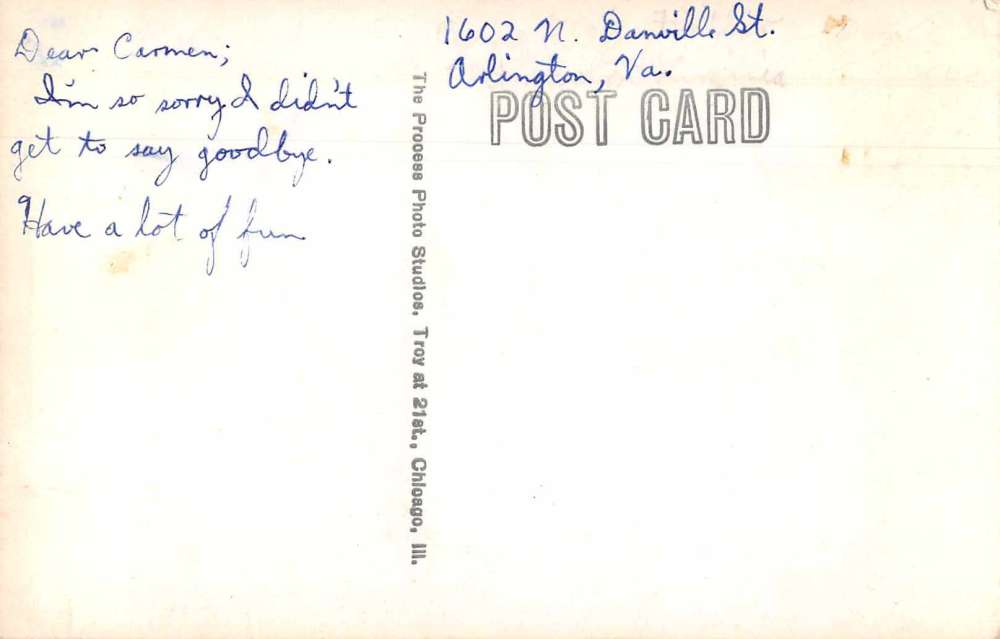 Dear Carmen;
I'm so sorry I didn't
get to say goodbye.
Have a lot of fun
The Process Photo Studios, Troy at 21st., Chicago, Ill.
1602 N. Danville St.
Arlington, Va.
POST CARD